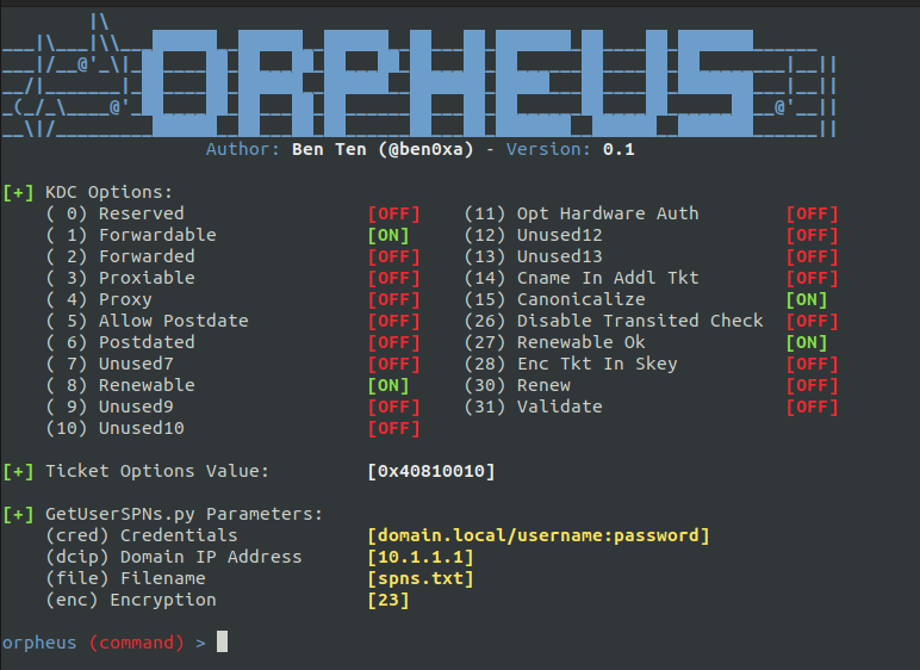 ORPHEUS
Author: Ben Ten (@ben0xa) - Version: 0.1
[+] KDC Options:
( 0) Reserved [OFF] (11) Opt Hardware Auth [OFF]
( 1) Forwardable [ON] (12) Unused12 [OFF]
( 2) Forwarded [OFF] (13) Unused13 [OFF]
( 3) Proxiable [OFF] (14) Cname In Addl Tkt [OFF]
( 4) Proxy [OFF] (15) Canonicalize [ON]
( 5) Allow Postdate [OFF] (26) Disable Transited Check [OFF]
( 6) Postdated [OFF] (27) Renewable Ok [ON]
( 7) Unused7 [OFF] (28) Enc Tkt In Skey [OFF]
( 8) Renewable [ON] (30) Renew [OFF]
( 9) Unused9 [OFF] (31) Validate [OFF]
(10) Unused10 [OFF]
[+] Ticket Options Value: [0x40810010]
[+] GetUserSPNs.py Parameters:
(cred) Credentials [domain.local/username:password]
(dcip) Domain IP Address [10.1.1.1]
(file) Filename [spns.txt]
(enc) Encryption [23]
orpheus (command) >